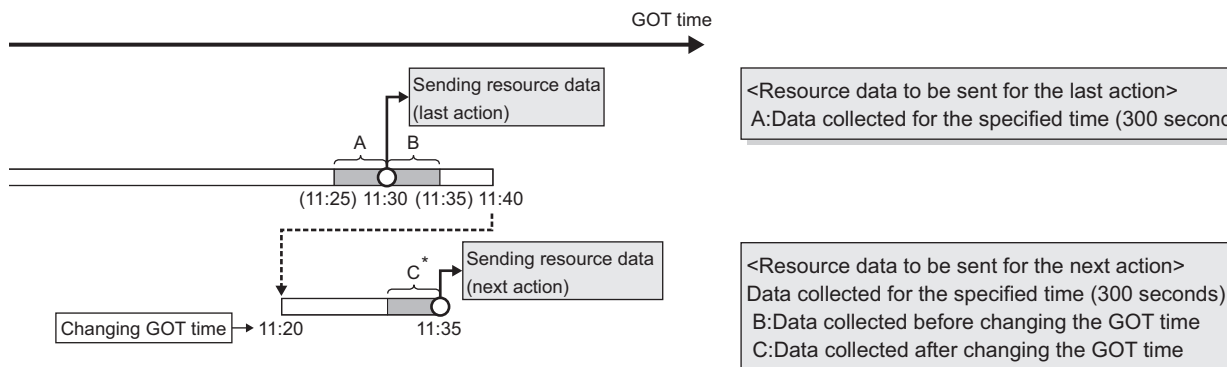 GOT time
Sending resource data
(last action)
<Resource data to be sent for the last action>
A:Data collected for the specified time (300
A B
(11:25) 11:30 (11:35) 11:40
Sending resource data
(next action)
C*
<Resource data to be sent for the next action>
Data collected for the specified time (300 seconds)
B:Data collected before changing the GOT time
C:Data collected after changing the GOT time
Changing GOT time 11:20 11:35